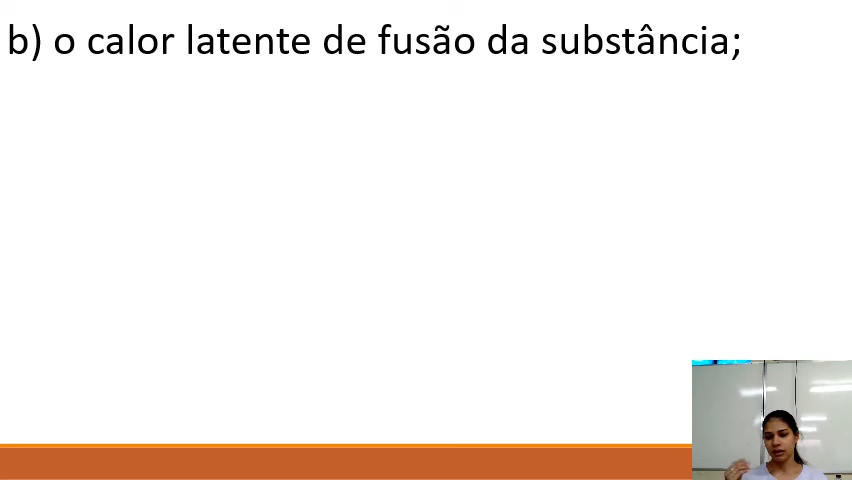 b) o calor latente de fusão da substância;